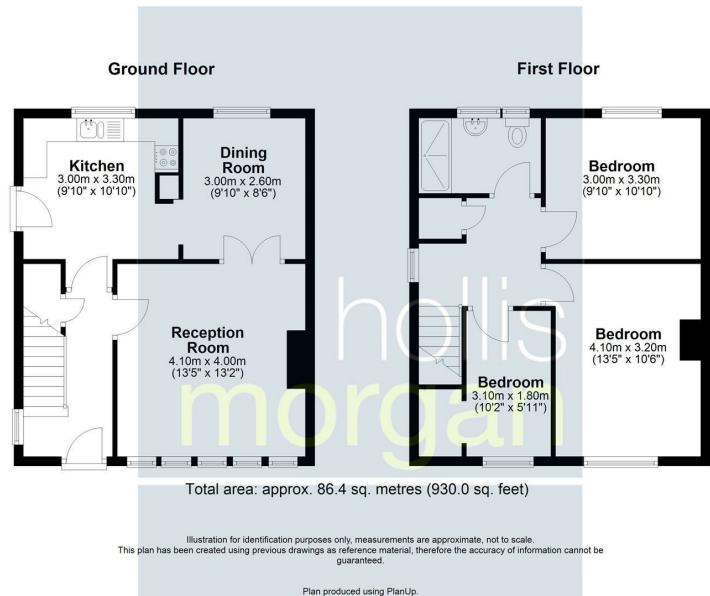 Ground Floor
First Floor
Kitchen
3.00m x 3.30m
(9'10" x 10'10")
Dining
Room
3.00m x 2.60m
(9'10" x 8'6")
Reception
Room
4.10m x 4.00m
(13'5" x 13'2")
Bedroom
3.00m x 3.30m
(9'10" x 10'10")
Bedroom
4.10m x 3.20m
(13'5" x 10'6")
Bedroom
3.10m x 1.80m
(10'2" x 5'11")
hollis
morgan
Total area: approx. 86.4 sq. metres (930.0 sq. feet)
Illustration for identification purposes only, measurements are approximate, not to scale.
This plan has been created using previous drawings as reference material, therefore the accuracy of information cannot be
guaranteed.
Plan produced using PlanUp.